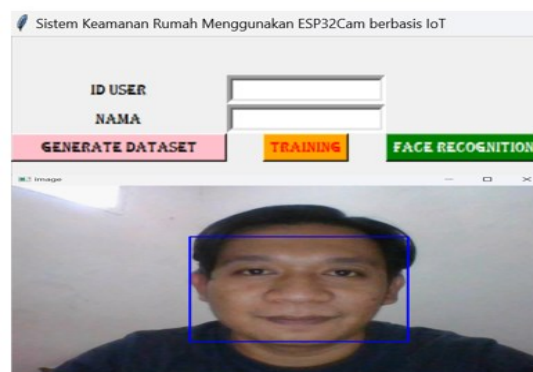 Sistem Keamanan Rumah Menggunakan ESP32Cam berbasis IoT
ID USER
NAMA
GENERATE DATASET TRAINING FACE RECOGNITION
Image